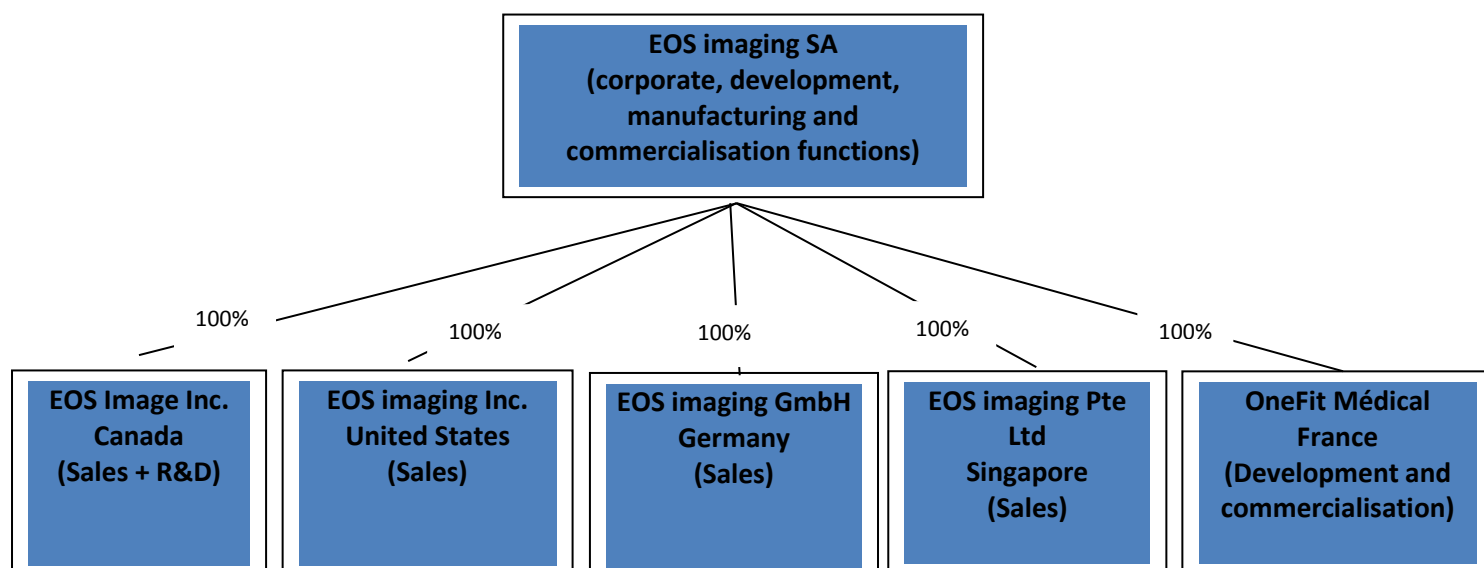 EOS imaging SA
(corporate, development,
manufacturing and
commercialisation functions)
100%
100%
100%
100%
100%
EOS Image Inc.
Canada
(Sales + R&D)
EOS imaging Inc.
United States
(Sales)
EOS imaging GmbH
Germany
(Sales)
EOS imaging Pte
Ltd
Singapore
(Sales)
OneFit Médical
France
(Development and
commercialisation)